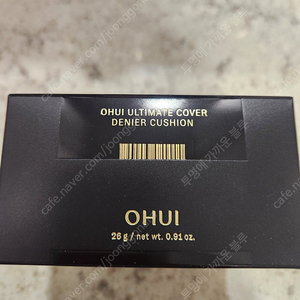 OHUI ULTIMATE COVER
DENIER CUSHION
OHUI
26 g / net wt. 0.91 oz.